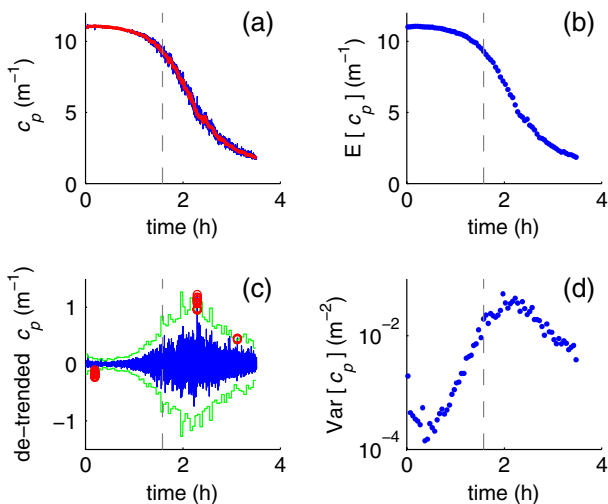 (a)
10
5
0
c_p (m⁻¹)
0 2 4
time (h)
(b)
10
5
0
E [ c_p ] (m⁻¹)
0 2 4
time (h)
(c)
1
0
−1
de-trended c_p (m⁻¹)
0 2 4
time (h)
(d)
10⁻²
10⁻⁴
Var [ c_p ] (m⁻²)
0 2 4
time (h)